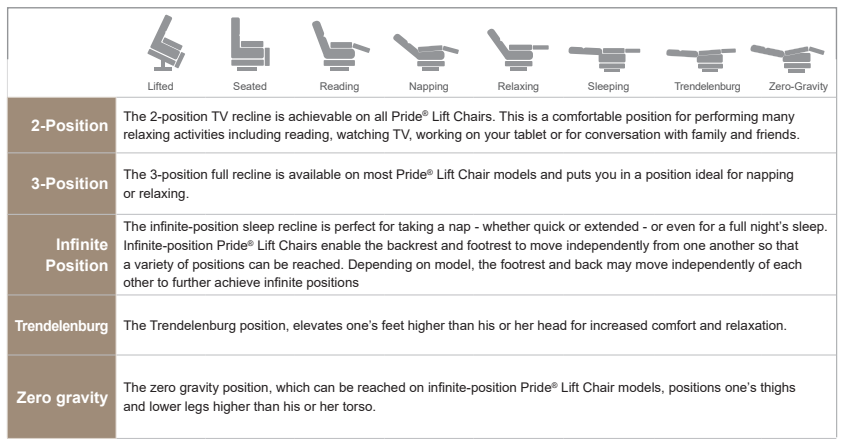 Lifted Seated Reading Napping Relaxing Sleeping Trendelenburg Zero-Gravity
2-Position
The 2-position TV recline is achievable on all Pride® Lift Chairs. This is a comfortable position for performing many
relaxing activities including reading, watching TV, working on your tablet or for conversation with family and friends.
3-Position
The 3-position full recline is available on most Pride® Lift Chair models and puts you in a position ideal for napping
or relaxing.
Infinite
Position
The infinite-position sleep recline is perfect for taking a nap - whether quick or extended - or even for a full night’s sleep.
Infinite-position Pride® Lift Chairs enable the backrest and footrest to move independently from one another so that
a variety of positions can be reached. Depending on model, the footrest and back may move independently of each
other to further achieve infinite positions
Trendelenburg
The Trendelenburg position, elevates one’s feet higher than his or her head for increased comfort and relaxation.
Zero gravity
The zero gravity position, which can be reached on infinite-position Pride® Lift Chair models, positions one’s thighs
and lower legs higher than his or her torso.